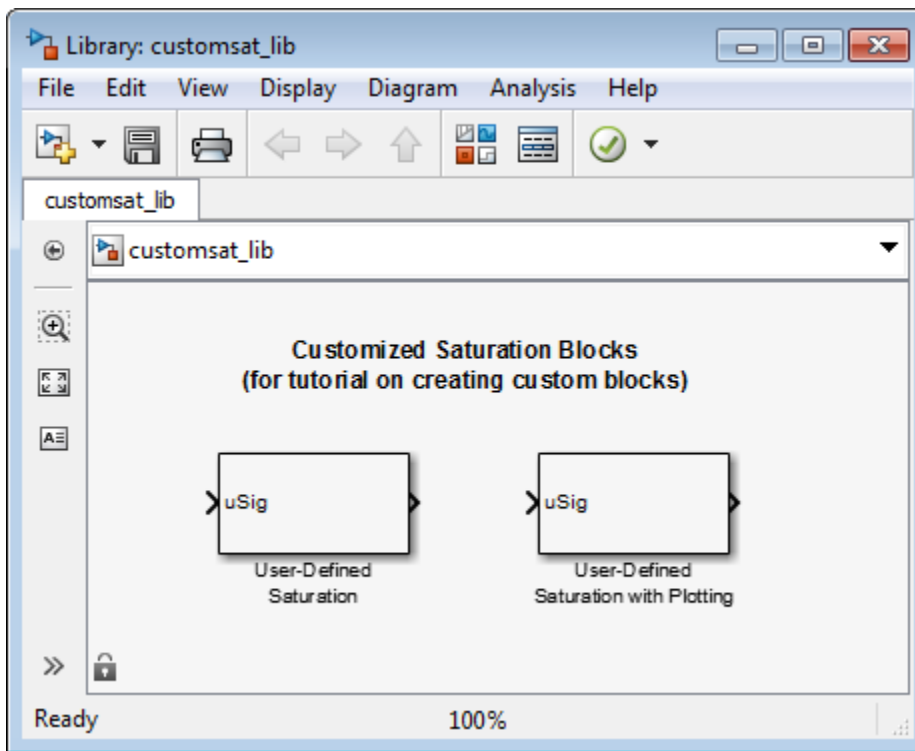 Library: customsat_lib
File Edit View Display Diagram Analysis Help
customsat_lib
customsat_lib
Customized Saturation Blocks
(for tutorial on creating custom blocks)
uSig
uSig
User-Defined
Saturation
User-Defined
Saturation with Plotting
Ready 100%